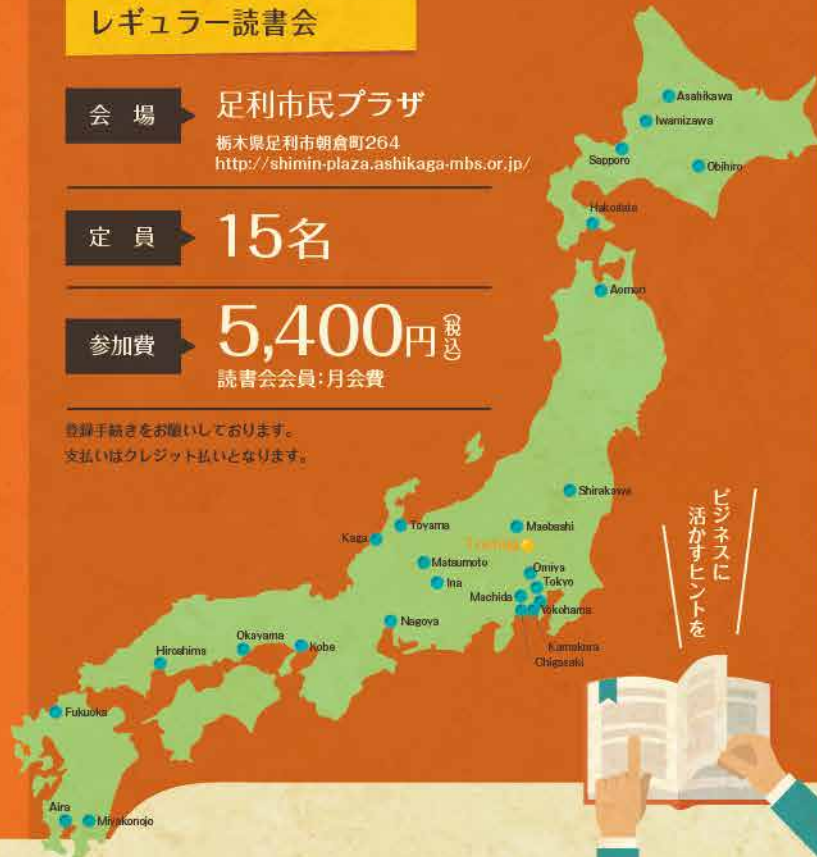 レギュラー読書会
会 場
足利市民プラザ
栃木県足利市朝倉町264
http://shimin-plaza.ashikaga-mbs.or.jp/
定 員
15名
参加費
5,400円(税込)
読書会会員:月会費
登録手続きをお願いしております。
支払いはクレジット払いとなります。
Asahikawa
Iwamizawa
Sapporo
Obihiro
Hakodate
Aomori
Shirakawa
Toyama
Maebashi
Kaga
Matsumoto
Omiya
Ina
Tokyo
Machida
Yokohama
Nagoya
Kamakura
Chigasaki
Okayama
Kobe
Hiroshima
Fukuoka
Aira
Miyakonojo
ビジネスに
活かすヒントを